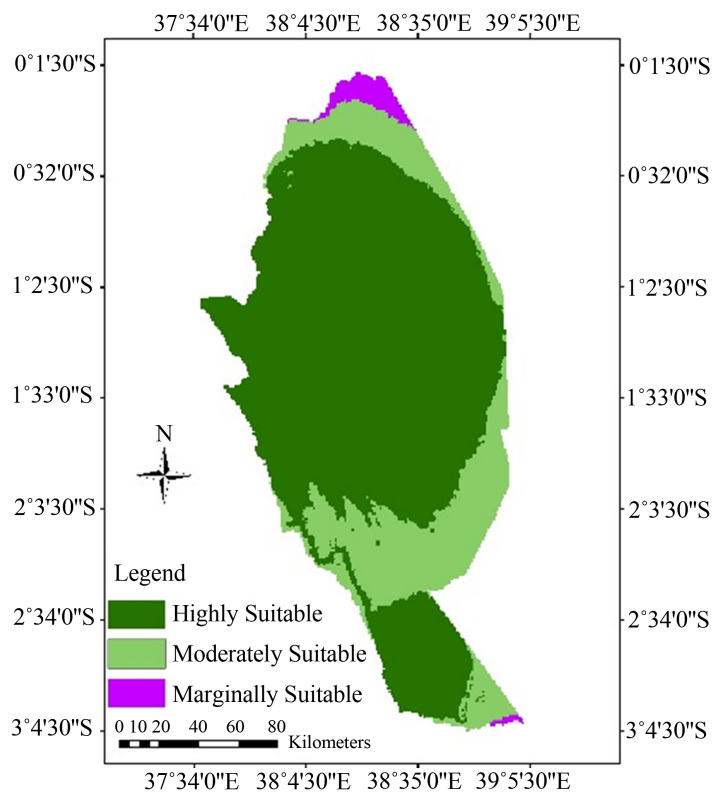 37˚34'0"E 38˚4'30"E 38˚35'0"E 39˚5'30"E
0˚1'30"S 0˚1'30"S
0˚32'0"S 0˚32'0"S
1˚2'30"S 1˚2'30"S
1˚33'0"S 1˚33'0"S
N
2˚3'30"S 2˚3'30"S
Legend
2˚34'0"S 2˚34'0"S
Highly Suitable
Moderately Suitable
Marginally Suitable
3˚4'30"S 3˚4'30"S
0 10 20 40 60 80
Kilometers
37˚34'0"E 38˚4'30"E 38˚35'0"E 39˚5'30"E